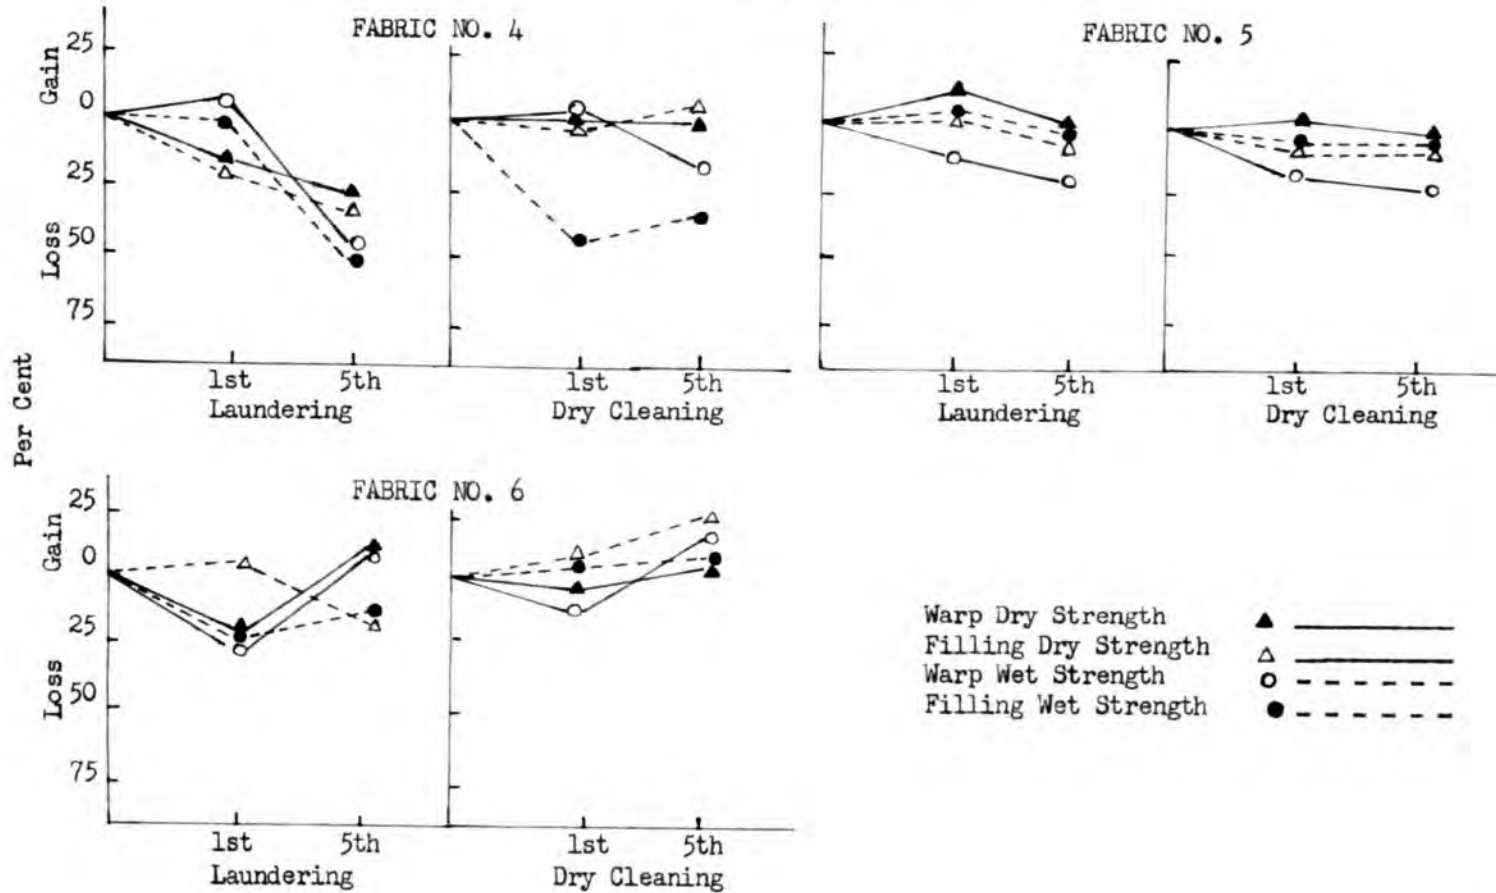 FABRIC NO. 4
FABRIC NO. 5
Per Cent
Gain
Loss
25
0
25
50
75
1st 5th
Laundering
1st 5th
Dry Cleaning
1st 5th
Laundering
1st 5th
Dry Cleaning
FABRIC NO. 6
Gain
Loss
25
0
25
50
75
1st 5th
Laundering
1st 5th
Dry Cleaning
Warp Dry Strength
Filling Dry Strength
Warp Wet Strength
Filling Wet Strength